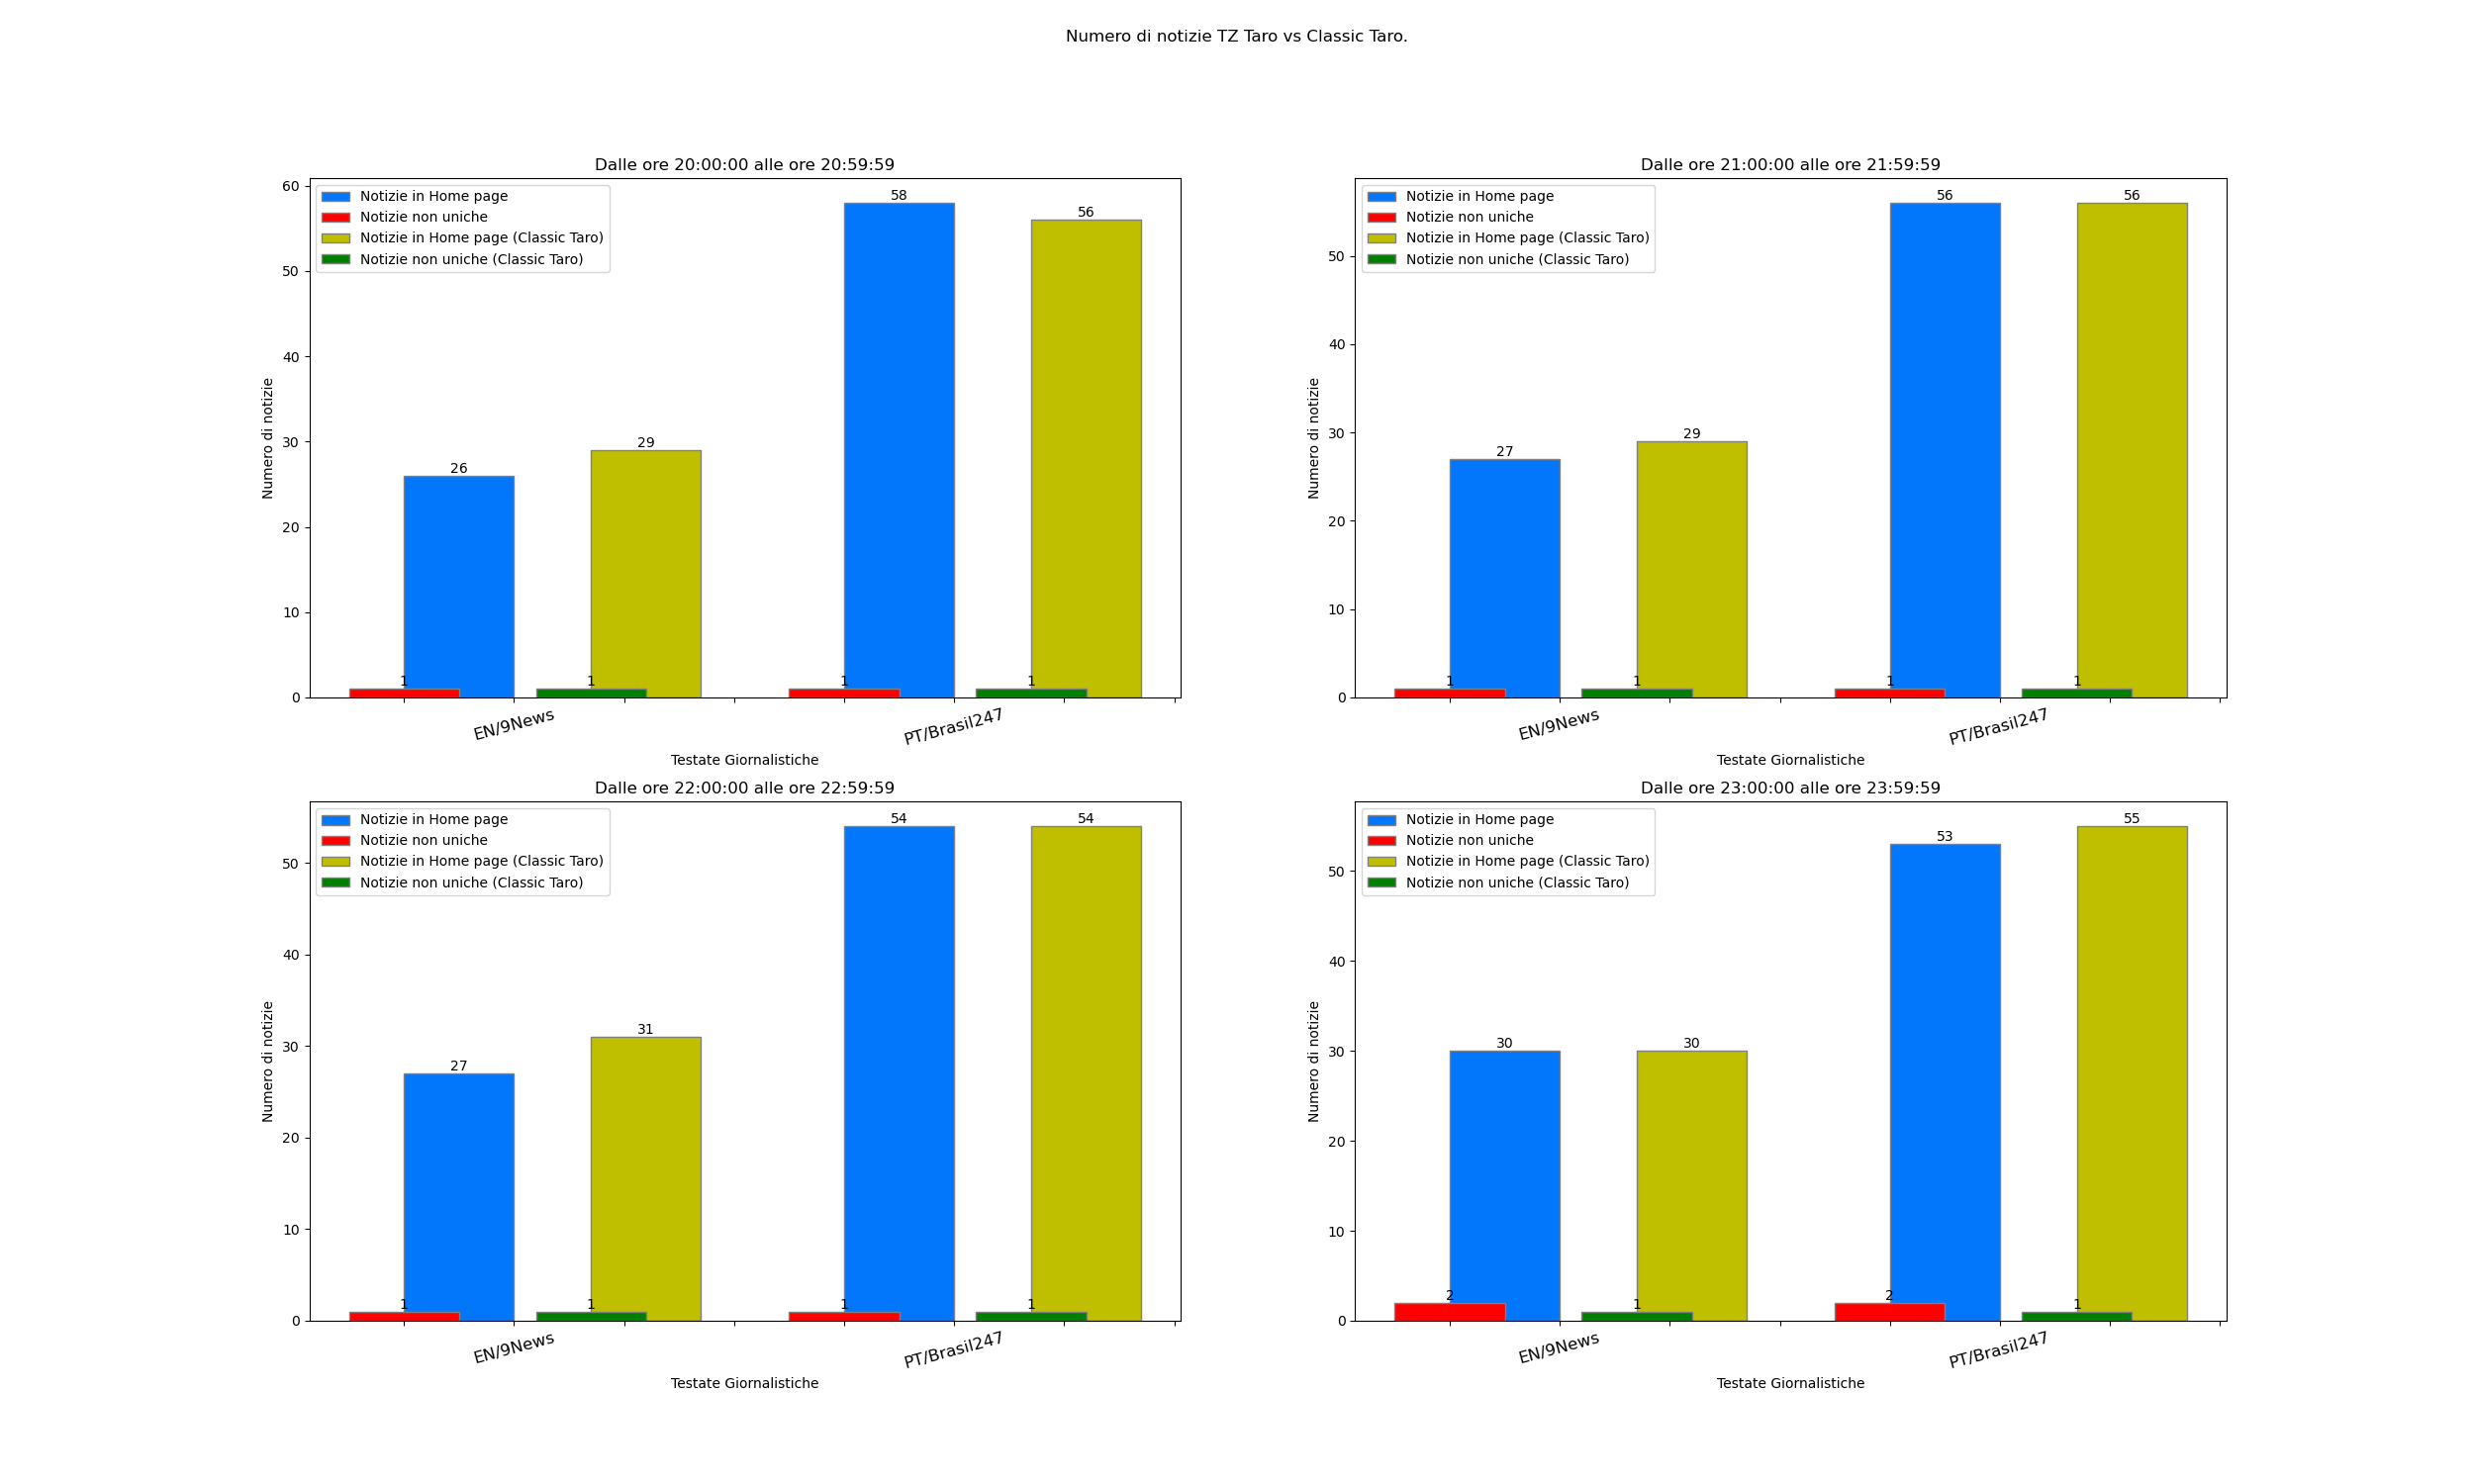 Numero di notizie TZ Taro vs Classic Taro.
Dalle ore 20:00:00 alle ore 20:59:59
Notizie in Home page
Notizie non uniche
Notizie in Home page (Classic Taro)
Notizie non uniche (Classic Taro)
Numero di notizie
60
50
40
30
20
10
0
1
26
1
29
1
58
1
56
EN/9News
PT/Brasil247
Testate Giornalistiche
Dalle ore 21:00:00 alle ore 21:59:59
Notizie in Home page
Notizie non uniche
Notizie in Home page (Classic Taro)
Notizie non uniche (Classic Taro)
Numero di notizie
50
40
30
20
10
0
1
27
1
29
1
56
1
56
EN/9News
PT/Brasil247
Testate Giornalistiche
Dalle ore 22:00:00 alle ore 22:59:59
Notizie in Home page
Notizie non uniche
Notizie in Home page (Classic Taro)
Notizie non uniche (Classic Taro)
Numero di notizie
50
40
30
20
10
0
1
27
1
31
1
54
1
54
EN/9News
PT/Brasil247
Testate Giornalistiche
Dalle ore 23:00:00 alle ore 23:59:59
Notizie in Home page
Notizie non uniche
Notizie in Home page (Classic Taro)
Notizie non uniche (Classic Taro)
Numero di notizie
50
40
30
20
10
0
2
30
1
30
2
53
1
55
EN/9News
PT/Brasil247
Testate Giornalistiche